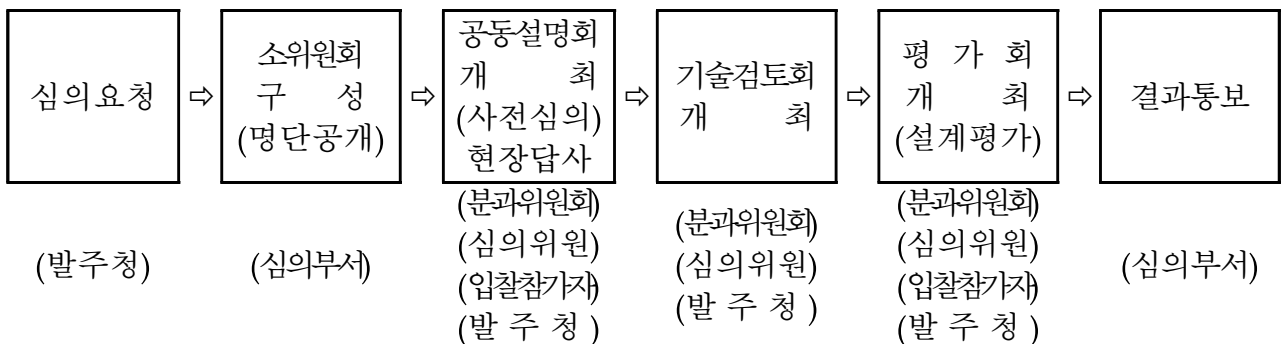 심의요청
⇨
소위원회
구 성
(명단공개)
⇨
공동설명회
개 최
(사전심의)
현장답사
⇨
기술검토회
개 최
⇨
평 가 회
개 최
(설계평가)
⇨
결과통보
(발주청)
(심의부서)
(분과위원회)
(심의위원)
(입찰참가자)
(발 주 청 )
(분과위원회)
(심의위원)
(발 주 청 )
(분과위원회)
(심의위원)
(입찰참가자)
(발 주 청 )
(심의부서)